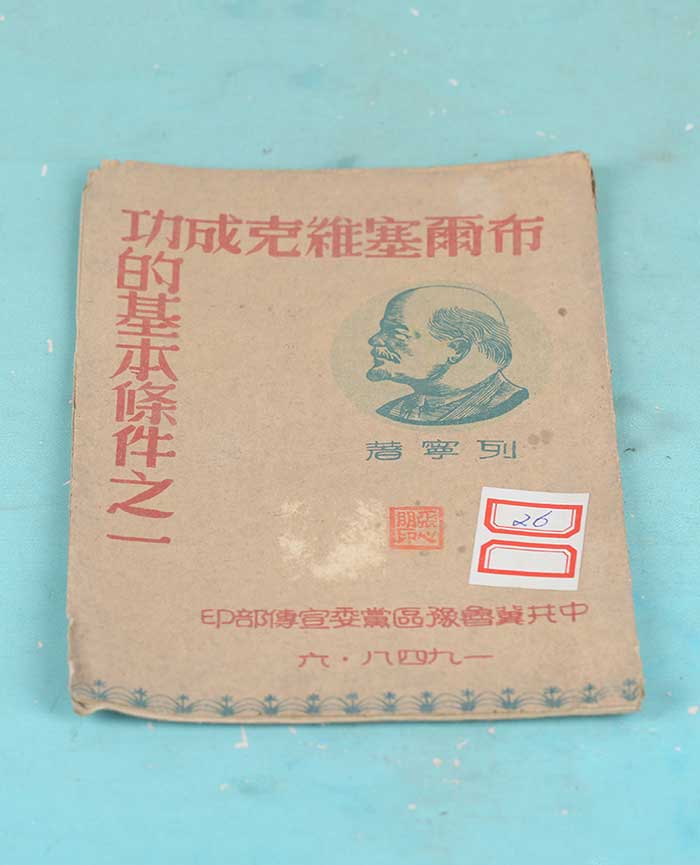 布爾塞維克成
功的基本條件之一
列寧著
26
中共冀魯豫區黨委宣傳部印
一九四八・六